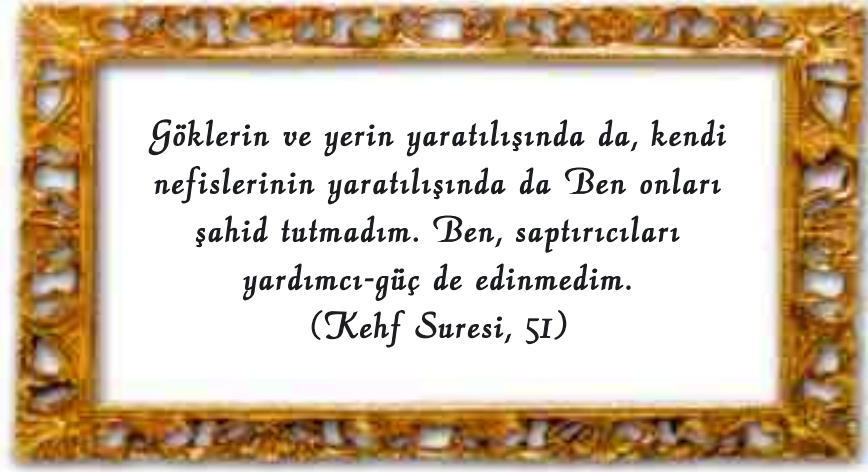 Göklerin ve yerin yaratılışında da, kendi
nefislerinin yaratılışında da Ben onları
şahid tutmadım. Ben, saptırıcıları
yardımcı-güç de edinmedim.
(Kehf Suresi, 51)